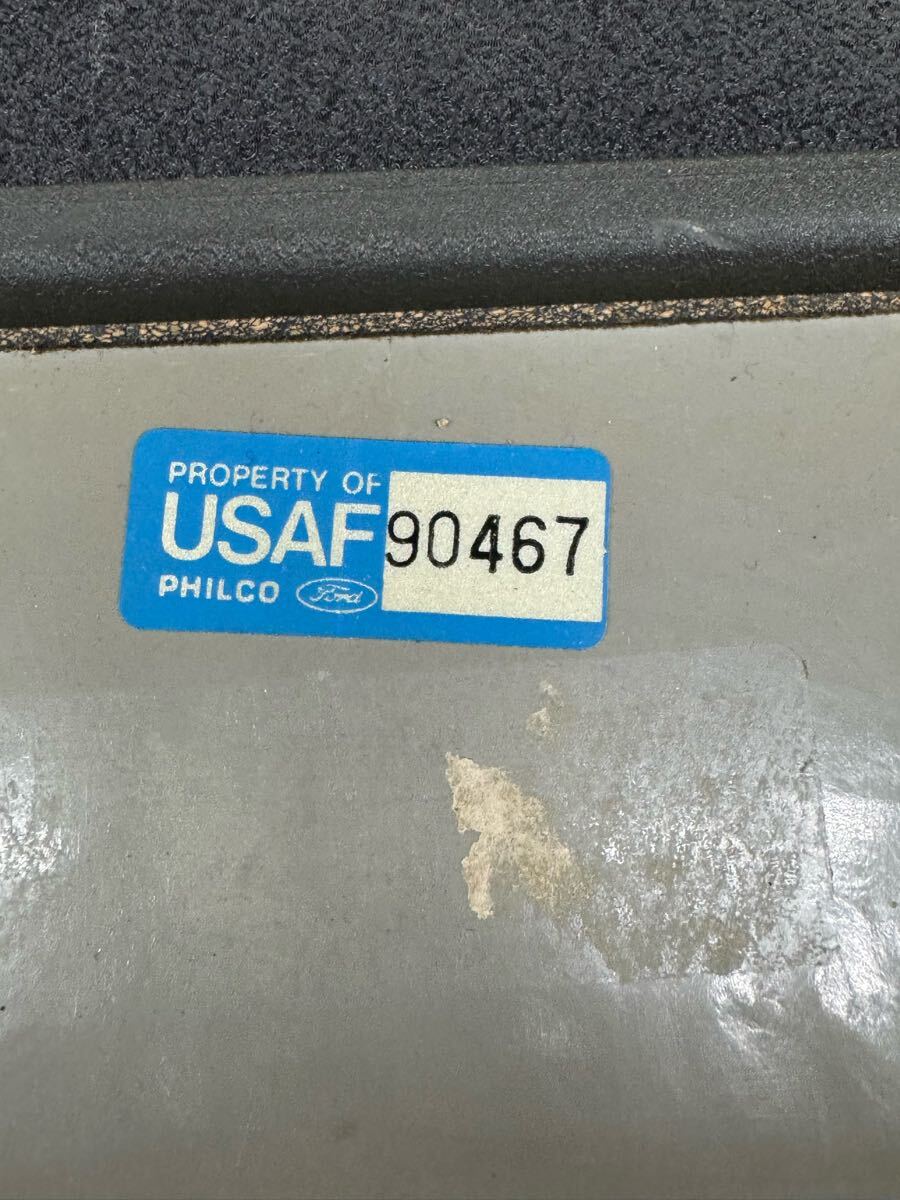 PROPERTY OF
USAF 90467
PHILCO Ford